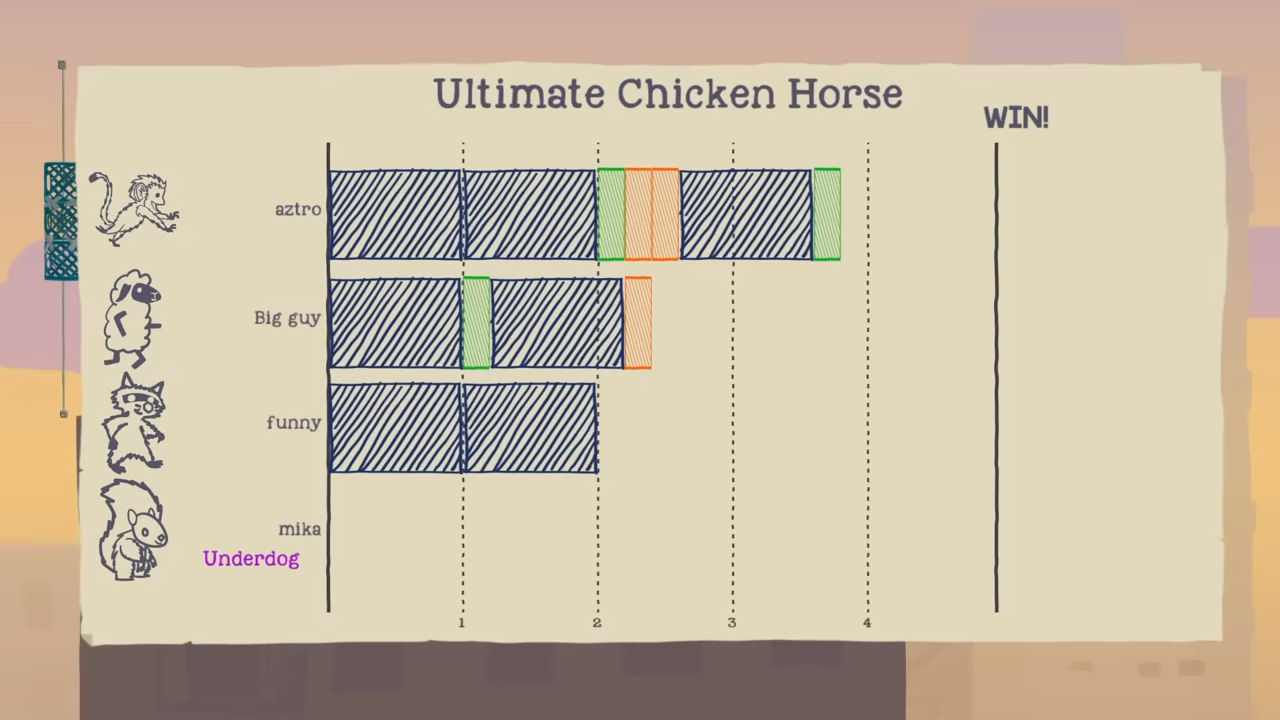 Ultimate Chicken Horse
WIN!
aztro
Big guy
funny
mika
Underdog
1 2 3 4